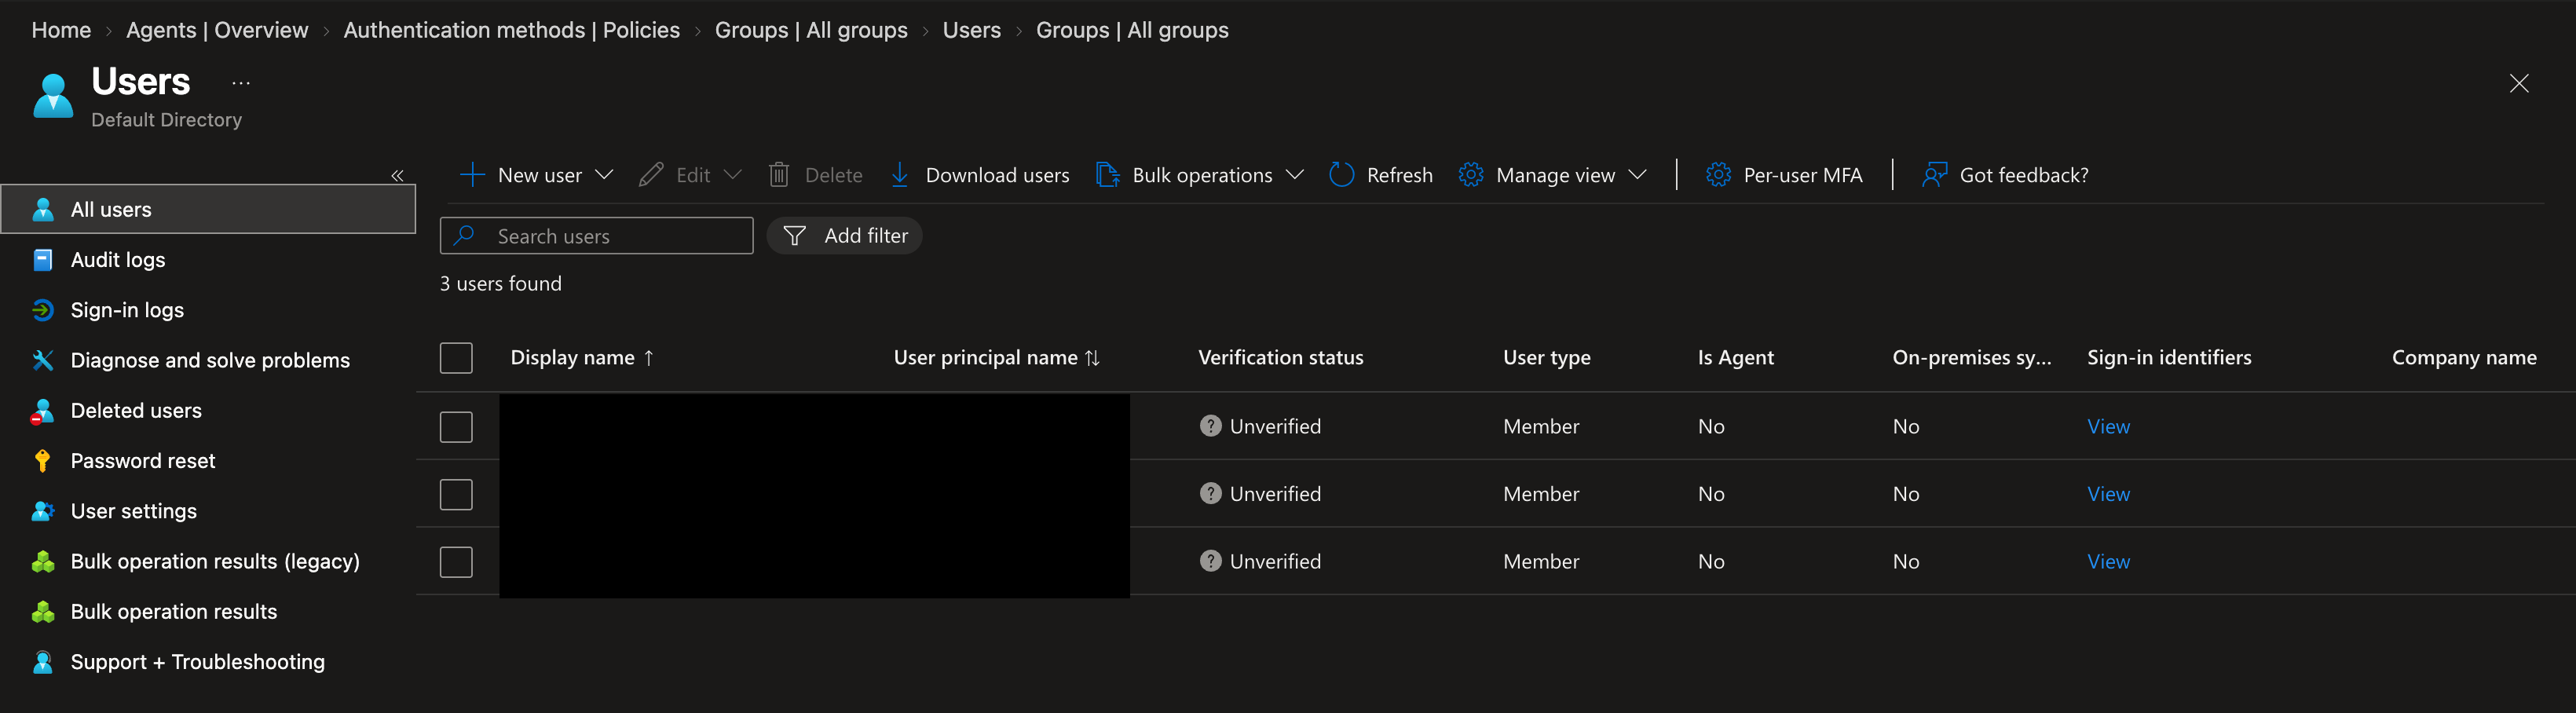 Home > Agents | Overview > Authentication methods | Policies > Groups | All groups > Users > Groups | All groups
Users ...
Default Directory
«
All users
Audit logs
Sign-in logs
Diagnose and solve problems
Deleted users
Password reset
User settings
Bulk operation results (legacy)
Bulk operation results
Support + Troubleshooting
New user Edit Delete Download users Bulk operations Refresh Manage view Per-user MFA Got feedback?
Search users Add filter
3 users found
Display name ↑ User principal name ↑↓ Verification status User type Is Agent On-premises sy... Sign-in identifiers Company name
Unverified Member No No View
Unverified Member No No View
Unverified Member No No View